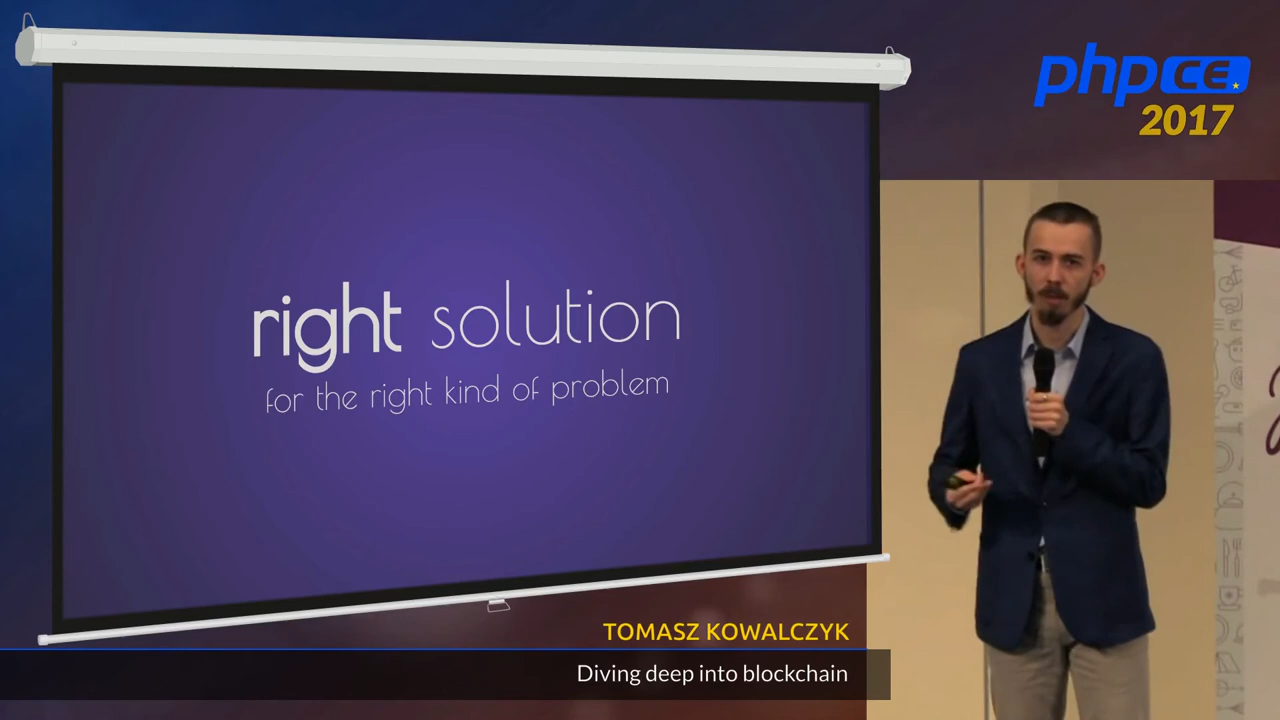 phpCE
2017
right solution
for the right kind of problem
TOMASZ KOWALCZYK
Diving deep into blockchain